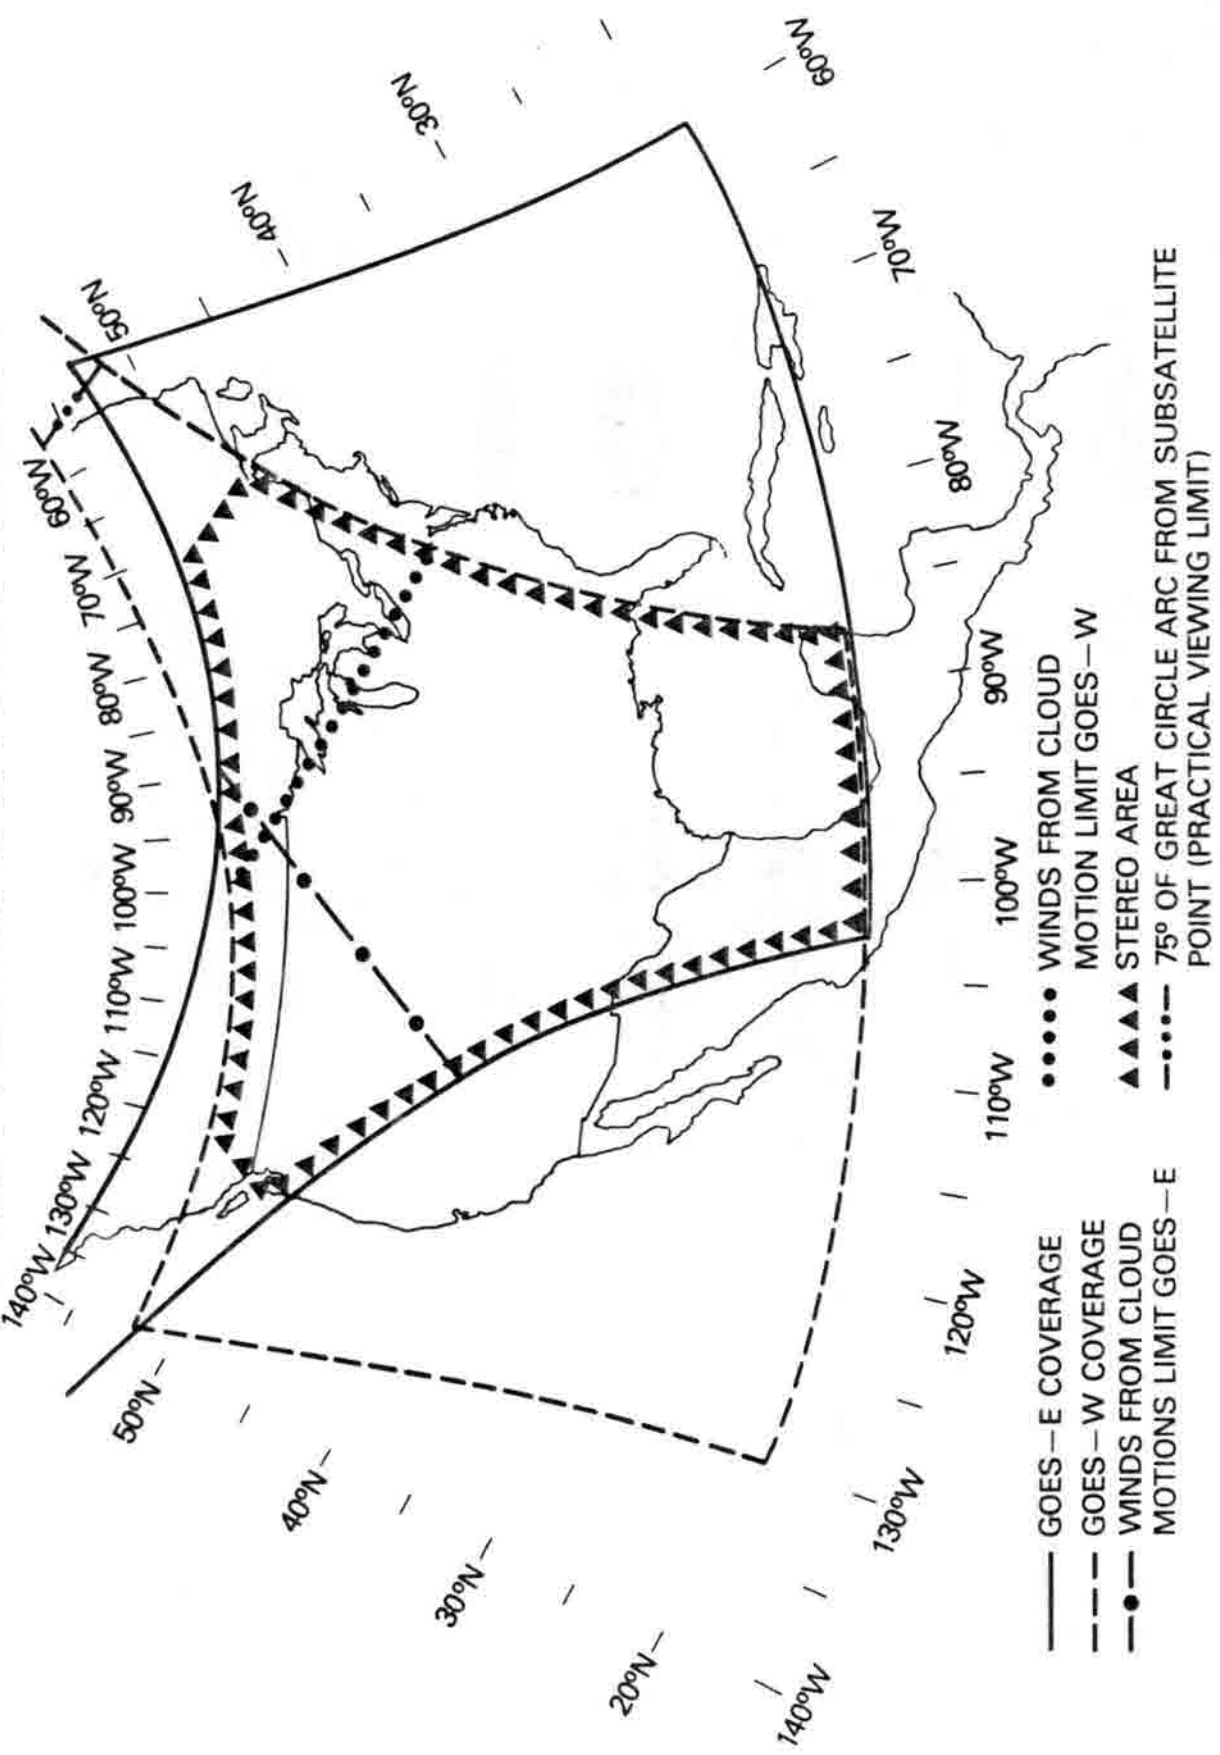 140°W
130°W
120°W
110°W
100°W
90°W
80°W
70°W
60°W
50°N
40°N
30°N
60°W
70°W
80°W
90°W
100°W
110°W
120°W
130°W
140°W
50°N
40°N
30°N
20°N
GOES—E COVERAGE
GOES—W COVERAGE
WINDS FROM CLOUD
MOTIONS LIMIT GOES—E
WINDS FROM CLOUD
MOTION LIMIT GOES—W
STEREO AREA
75° OF GREAT CIRCLE ARC FROM SUBSATELLITE
POINT (PRACTICAL VIEWING LIMIT)